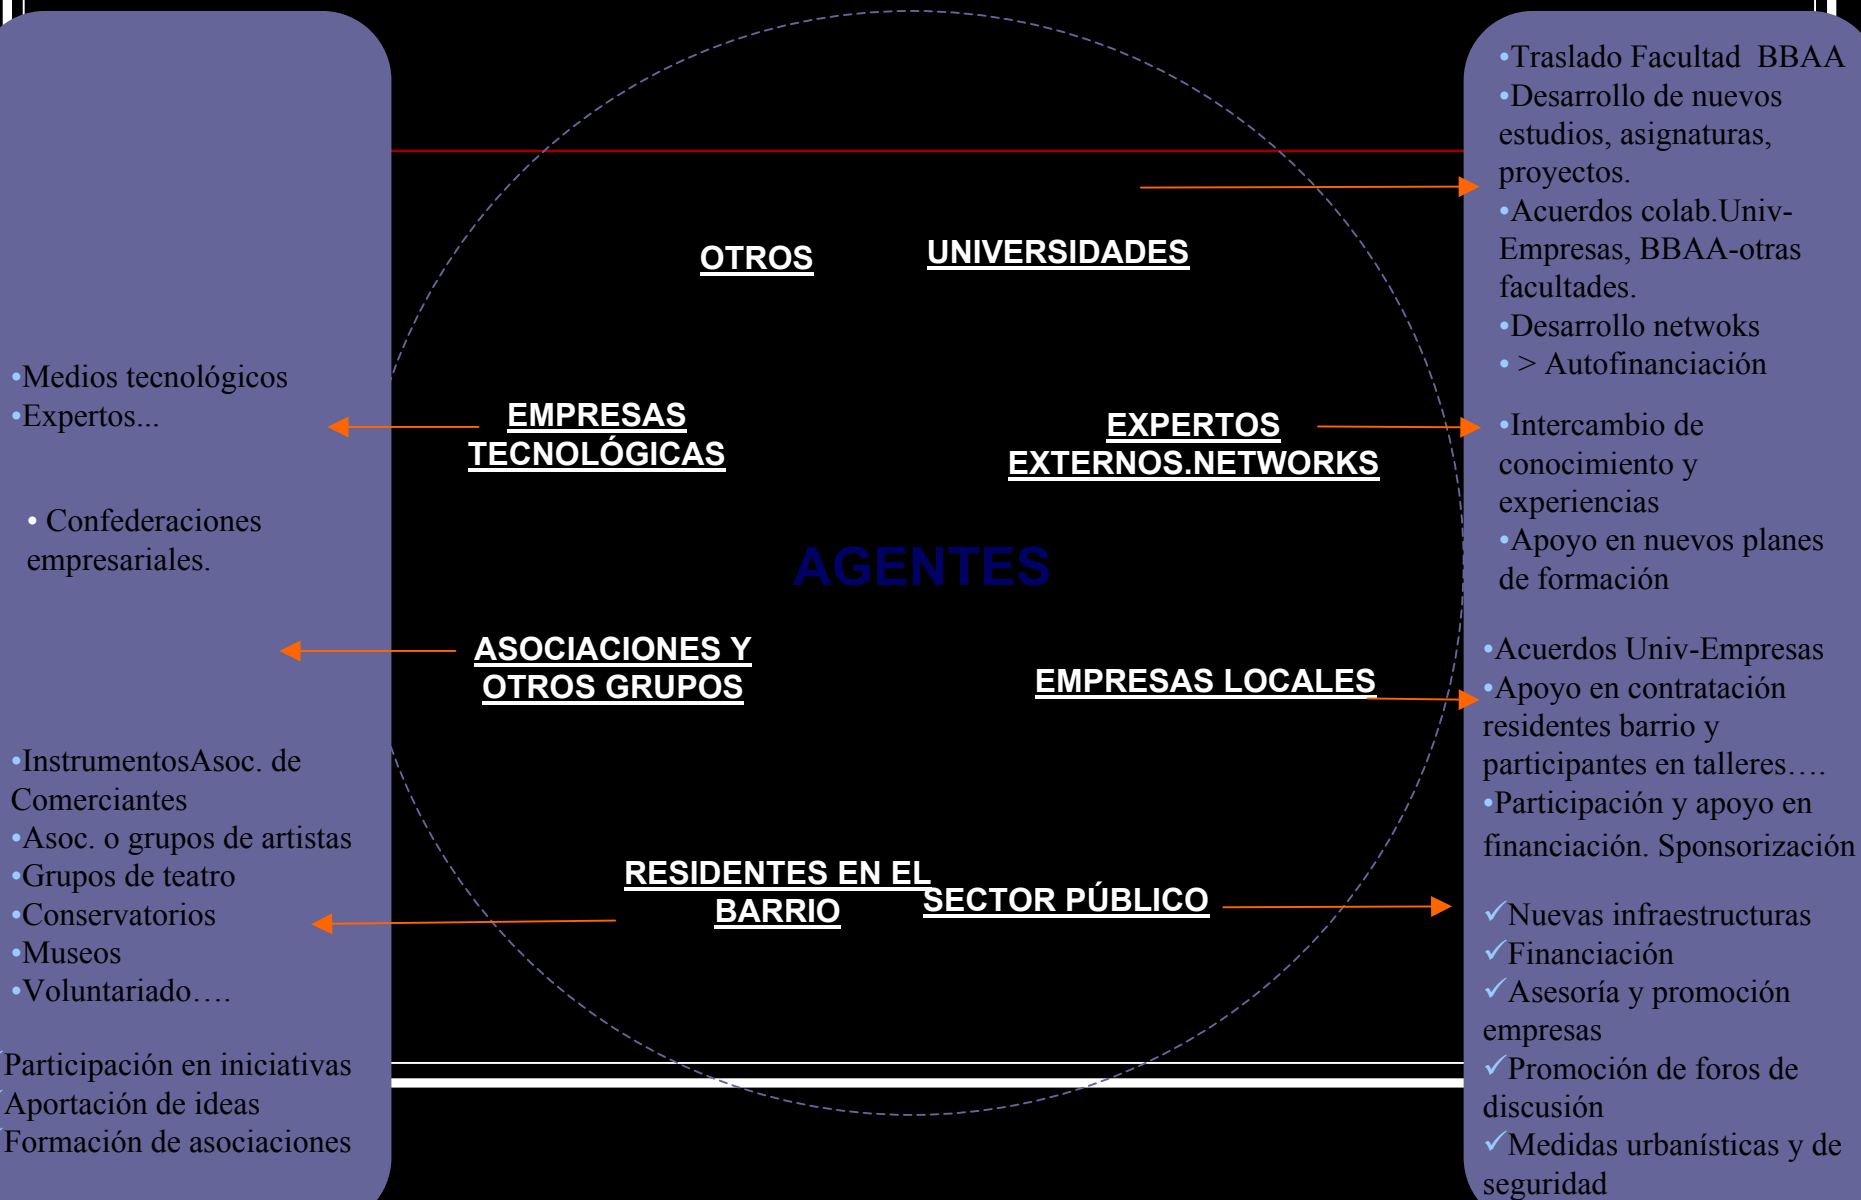 •Medios tecnológicos
•Expertos...
• Confederaciones
empresariales.
•InstrumentosAsoc. de
Comerciantes
•Asoc. o grupos de artistas
•Grupos de teatro
•Conservatorios
•Museos
•Voluntariado….
Participación en iniciativas
Aportación de ideas
Formación de asociaciones
OTROS
UNIVERSIDADES
EMPRESAS
TECNOLÓGICAS
EXPERTOS
EXTERNOS.NETWORKS
AGENTES
ASOCIACIONES Y
OTROS GRUPOS
EMPRESAS LOCALES
RESIDENTES EN EL
BARRIO
SECTOR PÚBLICO
•Traslado Facultad BBAA
•Desarrollo de nuevos
estudios, asignaturas,
proyectos.
•Acuerdos colab.Univ-
Empresas, BBAA-otras
facultades.
•Desarrollo netwoks
• > Autofinanciación
•Intercambio de
conocimiento y
experiencias
•Apoyo en nuevos planes
de formación
•Acuerdos Univ-Empresas
•Apoyo en contratación
residentes barrio y
participantes en talleres….
•Participación y apoyo en
financiación. Sponsorización
✓Nuevas infraestructuras
✓Financiación
✓Asesoría y promoción
empresas
✓Promoción de foros de
discusión
✓Medidas urbanísticas y de
seguridad